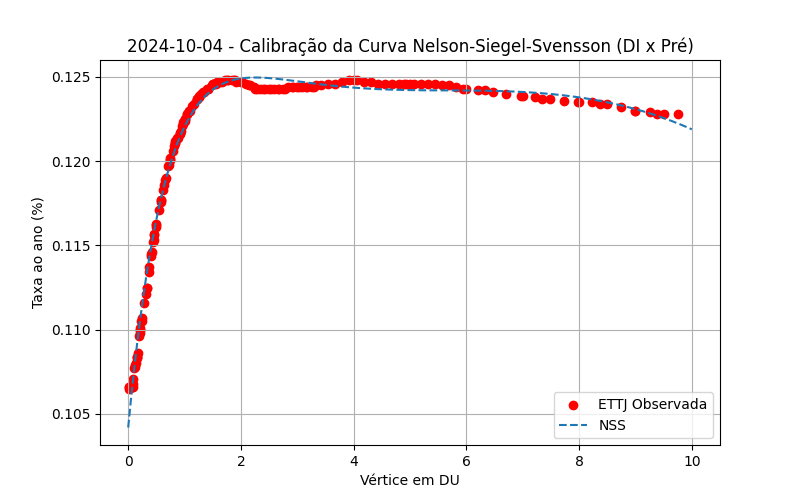 2024-10-04 - Calibração da Curva Nelson-Siegel-Svensson (DI x Pré)
Taxa ao ano (%)
0.125
0.120
0.115
0.110
0.105
ETTJ Observada
NSS
0
2
4
6
8
10
Vértice em DU